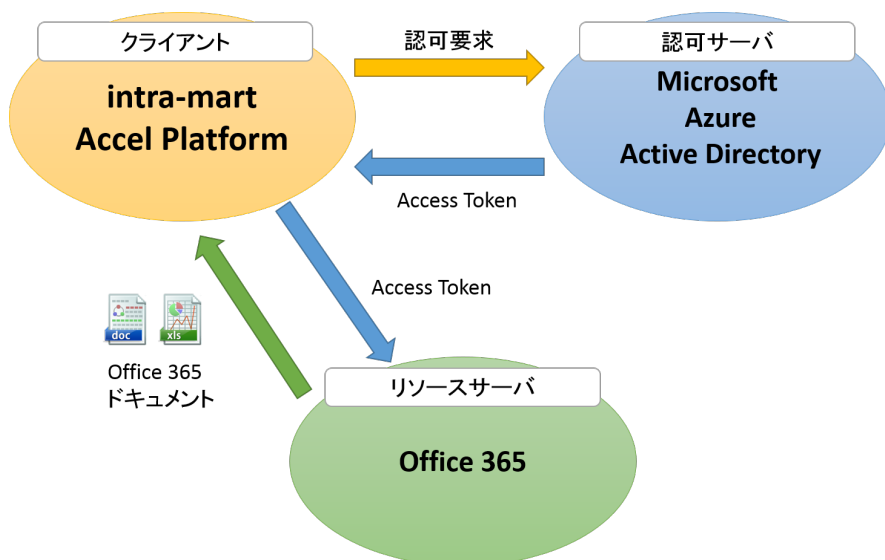 クライアント
intra-mart
Accel Platform
認可要求
認可サーバ
Microsoft
Azure
Active Directory
Access Token
Access Token
doc
xls
Office 365
ドキュメント
リソースサーバ
Office 365